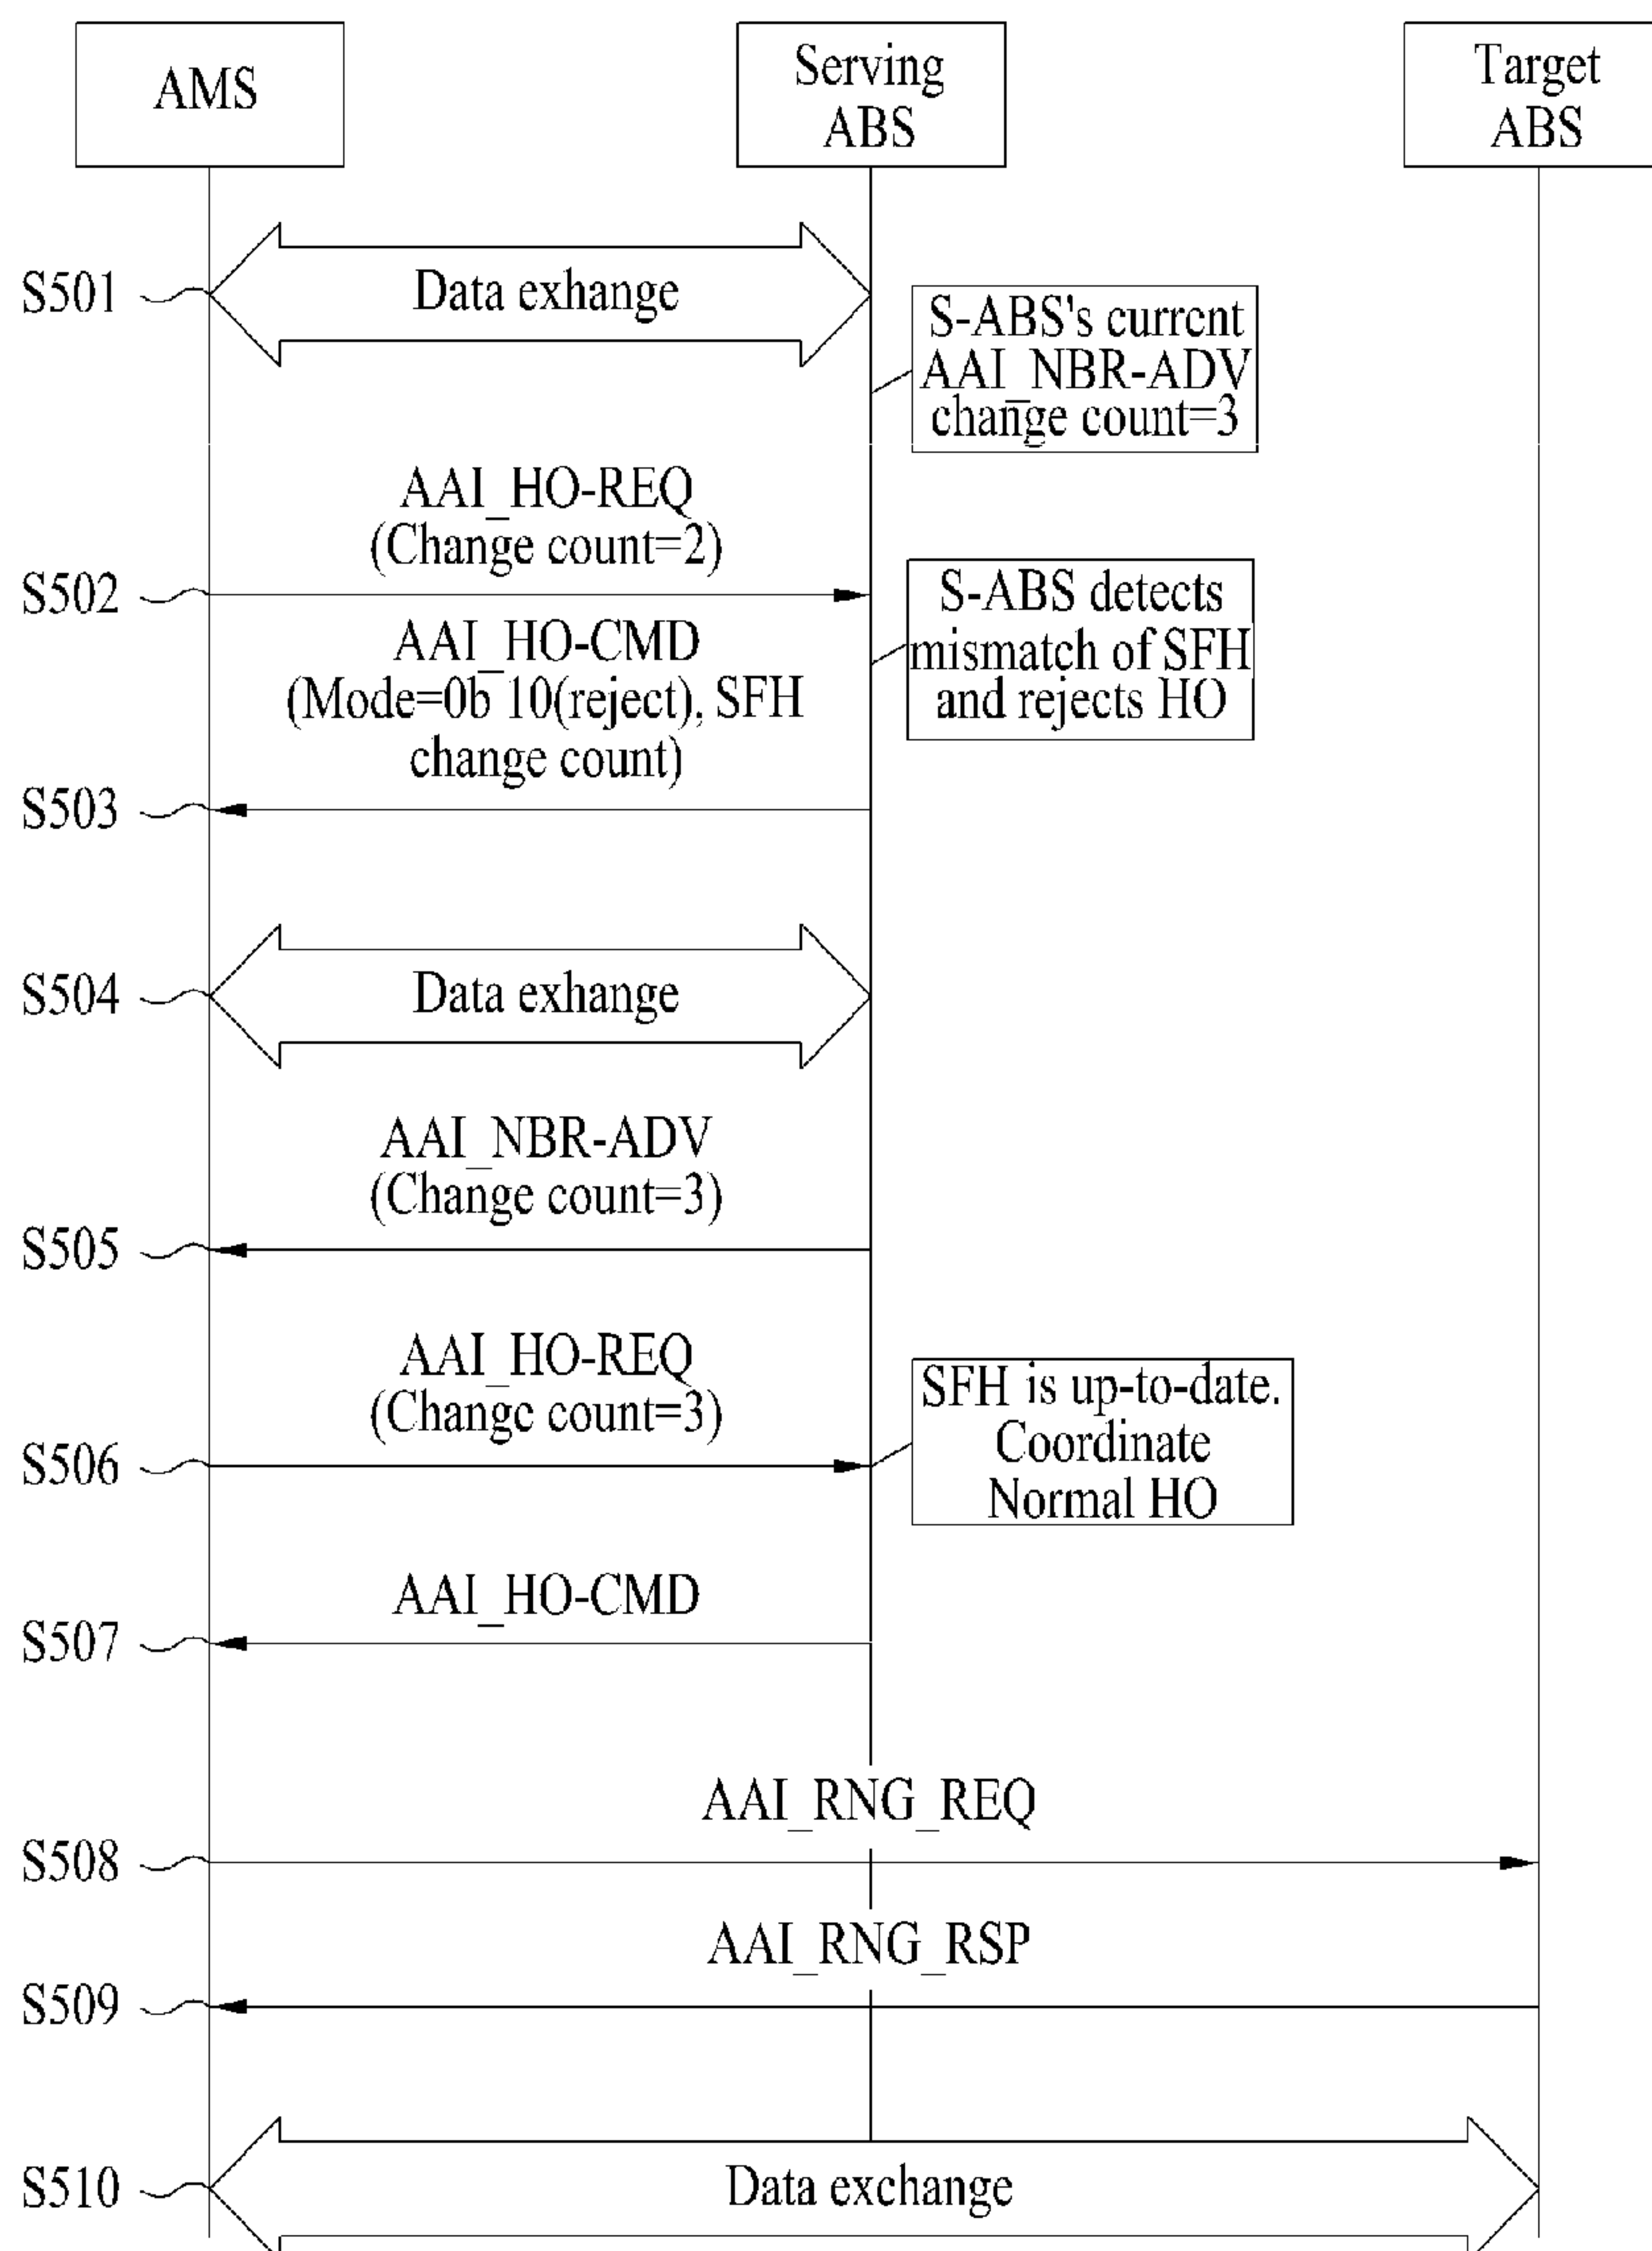 AMS
Serving
ABS
Target
ABS
S501
Data exhange
S-ABS's current
AAI_NBR-ADV
change count=3
AAI_HO-REQ
(Change count=2)
S502
S-ABS detects
mismatch of SFH
and rejects HO
AAI_HO-CMD
(Mode=0b 10(reject), SFH
change count)
S503
S504
Data exhange
AAI_NBR-ADV
(Change count=3)
S505
AAI_HO-REQ
(Change count=3)
S506
SFH is up-to-date.
Coordinate
Normal HO
AAI_HO-CMD
S507
AAI_RNG_REQ
S508
AAI_RNG_RSP
S509
S510
Data exchange